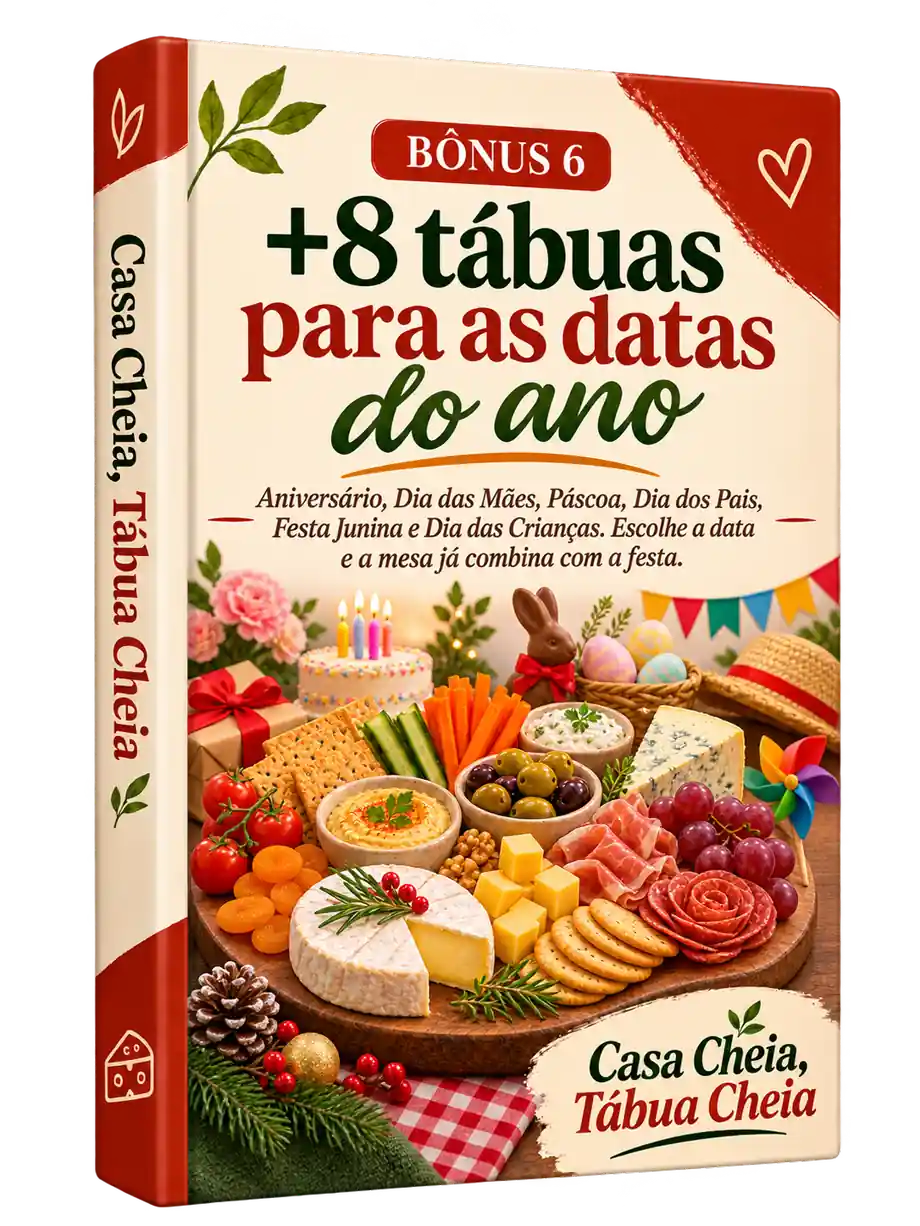 BÔNUS 6
+8 tábuas
para as datas
do ano
Aniversário, Dia das Mães, Páscoa, Dia dos Pais,
Festa Junina e Dia das Crianças. Escolhe a data
e a mesa já combina com a festa.
Casa Cheia,
Tábua Cheia
Casa Cheia, Tábua Cheia